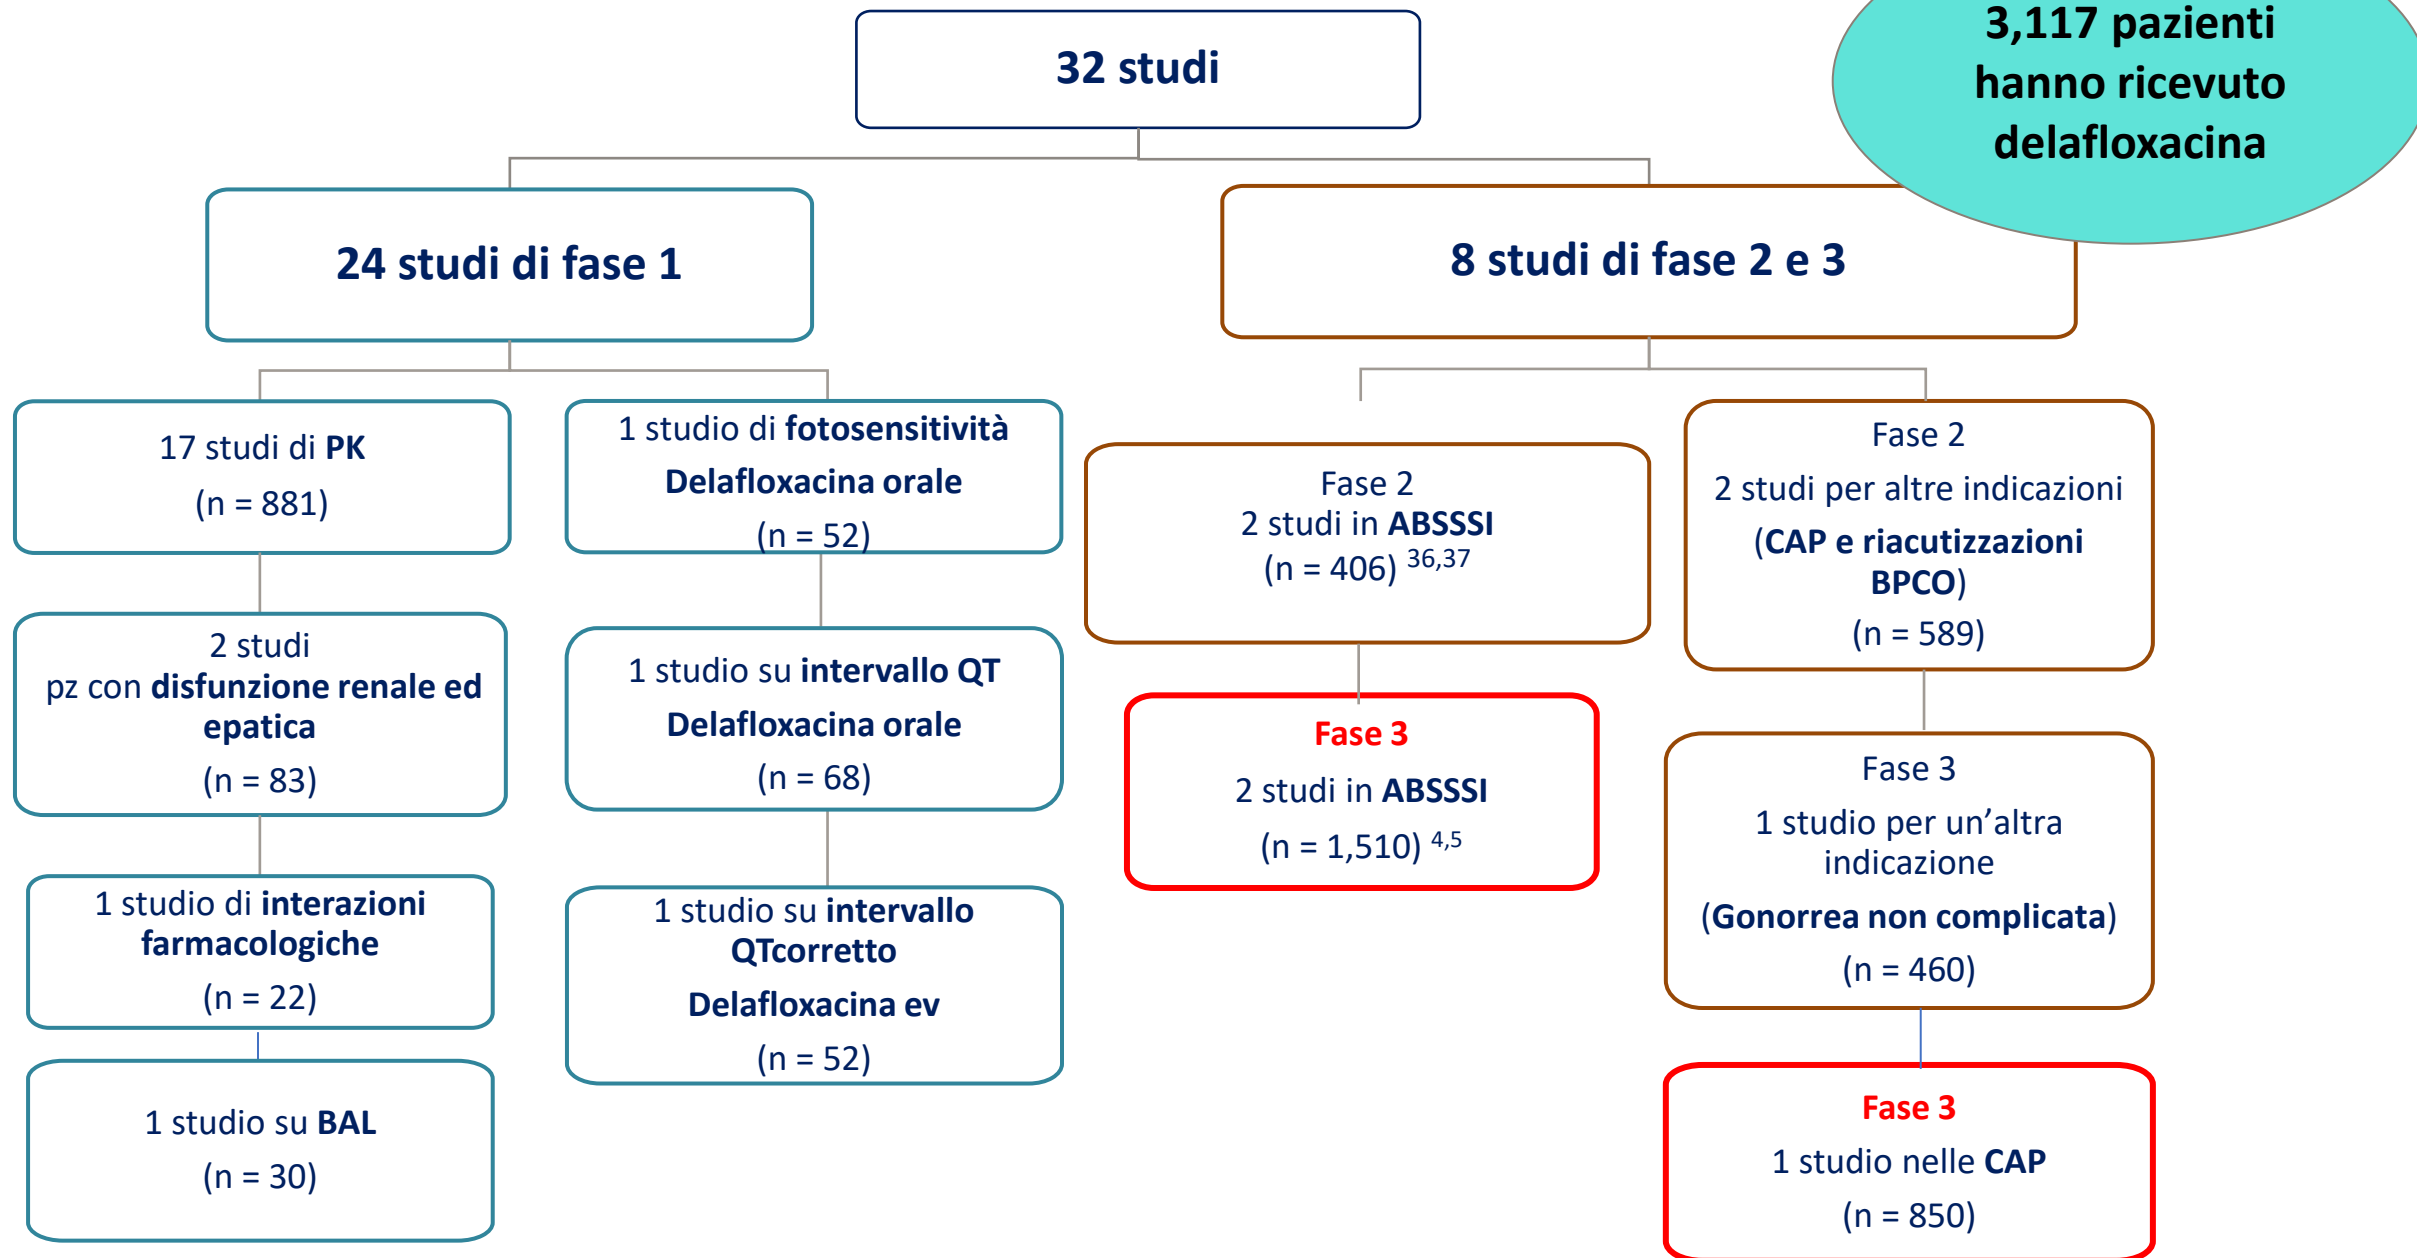 32 studi
3,117 pazienti
hanno ricevuto
delafloxacina
24 studi di fase 1
8 studi di fase 2 e 3
17 studi di PK
(n = 881)
2 studi
pz con disfunzione renale ed
epatica
(n = 83)
1 studio di interazioni
farmacologiche
(n = 22)
1 studio su BAL
(n = 30)
1 studio di fotosensitività
Delafloxacina orale
(n = 52)
1 studio su intervallo QT
Delafloxacina orale
(n = 68)
1 studio su intervallo
QTcorretto
Delafloxacina ev
(n = 52)
Fase 2
2 studi in ABSSSI
(n = 406) 36,37
Fase 3
2 studi in ABSSSI
(n = 1,510) 4,5
Fase 2
2 studi per altre indicazioni
(CAP e riacutizzazioni
BPCO)
(n = 589)
Fase 3
1 studio per un’altra
indicazione
(Gonorrea non complicata)
(n = 460)
Fase 3
1 studio nelle CAP
(n = 850)